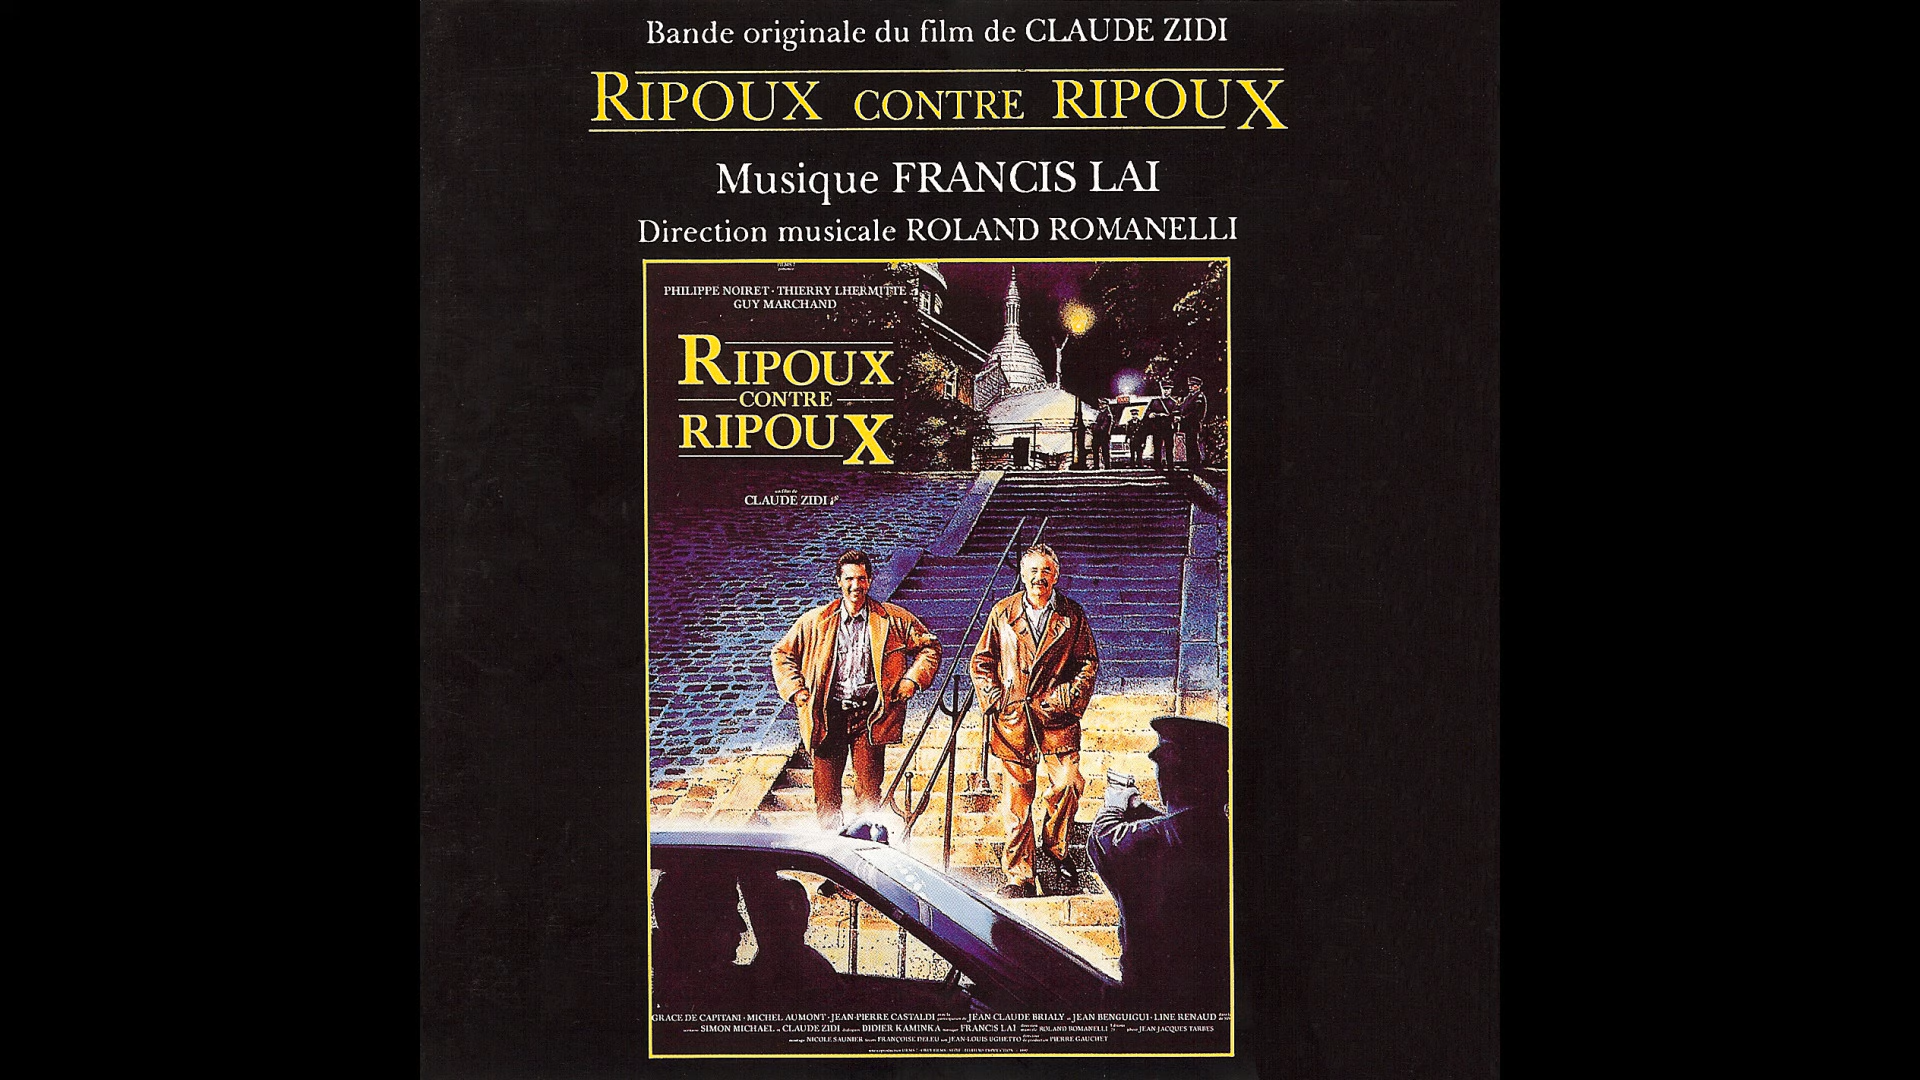 Bande originale du film de CLAUDE ZIDI
RIPOUX CONTRE RIPOUX
Musique FRANCIS LAI
Direction musicale ROLAND ROMANELLI
PHILIPPE NOIRET · THIERRY LHERMITTE
GUY MARCHAND
RIPOUX
CONTRE
RIPOUX
un film de
CLAUDE ZIDI
GRACE DE CAPITANI · MICHEL AUMONT · JEAN-PIERRE CASTALDI JEAN CLAUDE BRIALY JEAN BENGUIGUI · LINE RENAUD
SIMON MICHAEL CLAUDE ZIDI DIDIER KAMINKA FRANCIS LAI ROLAND ROMANELLI JEAN JACQUES TARBES
NICOLE SAUNIER FRANÇOISE DELEU JEAN-LOUIS UGHETTO PIERRE GAUCHET